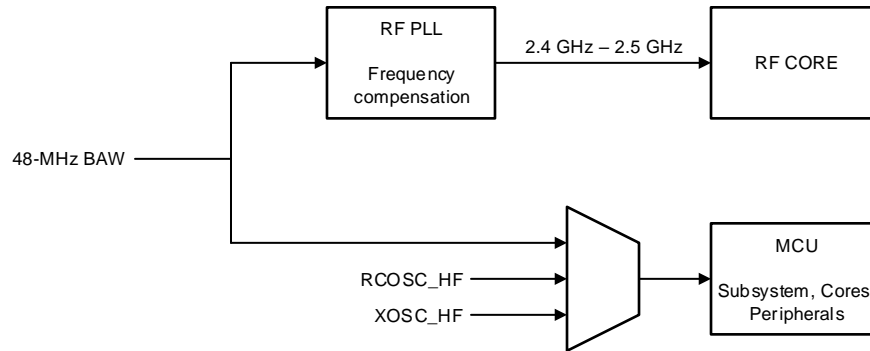 RF PLL
Frequency
compensation
2.4 GHz – 2.5 GHz
RF CORE
48-MHz BAW
RCOSC_HF
XOSC_HF
MCU
Subsystem, Cores
Peripherals